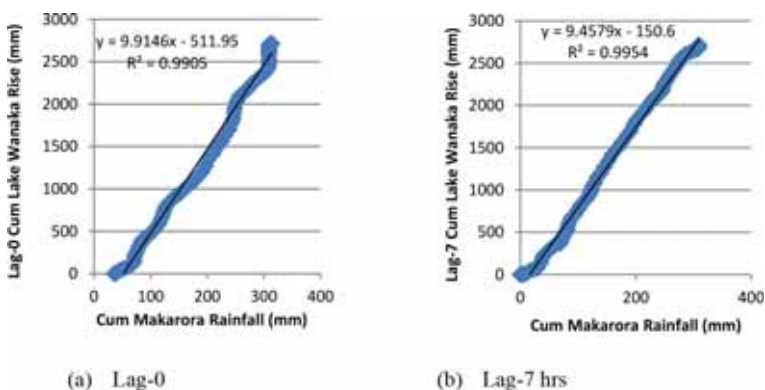 y = 9.9146x - 511.95
R² = 0.9905
Lag-0 Cum Lake Wanaka Rise (mm)
3000
2500
2000
1500
1000
500
0
0 100 200 300 400
Cum Makarora Rainfall (mm)
(a) Lag-0
y = 9.4579x - 150.6
R² = 0.9954
Lag-7 Cum Lake Wanaka Rise (mm)
3000
2500
2000
1500
1000
500
0
0 200 400
Cum Makarora Rainfall (mm)
(b) Lag-7 hrs